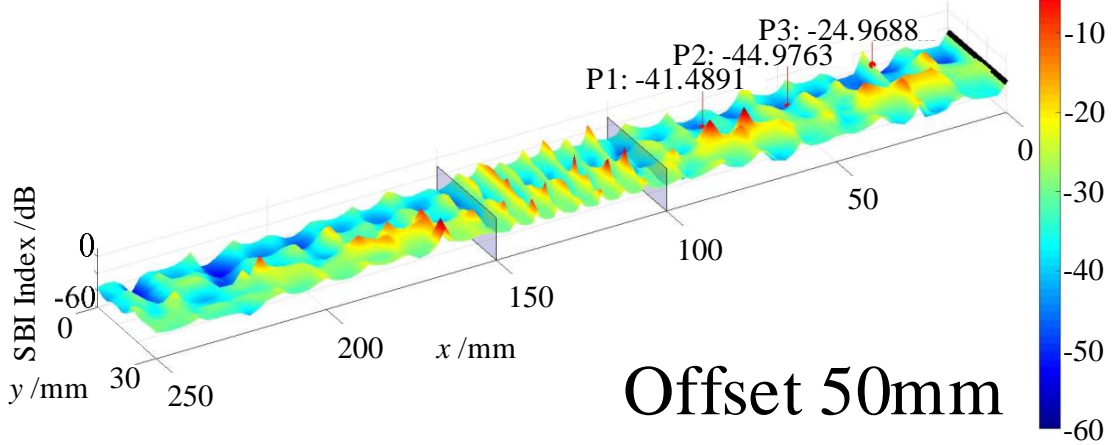 -10
P3: -24.9688
P2: -44.9763
P1: -41.4891
-20
0
-30
50
SBI Index /dB
0
100
-40
-60
150
0
200
x /mm
-50
y /mm
30
250
Offset 50mm
-60